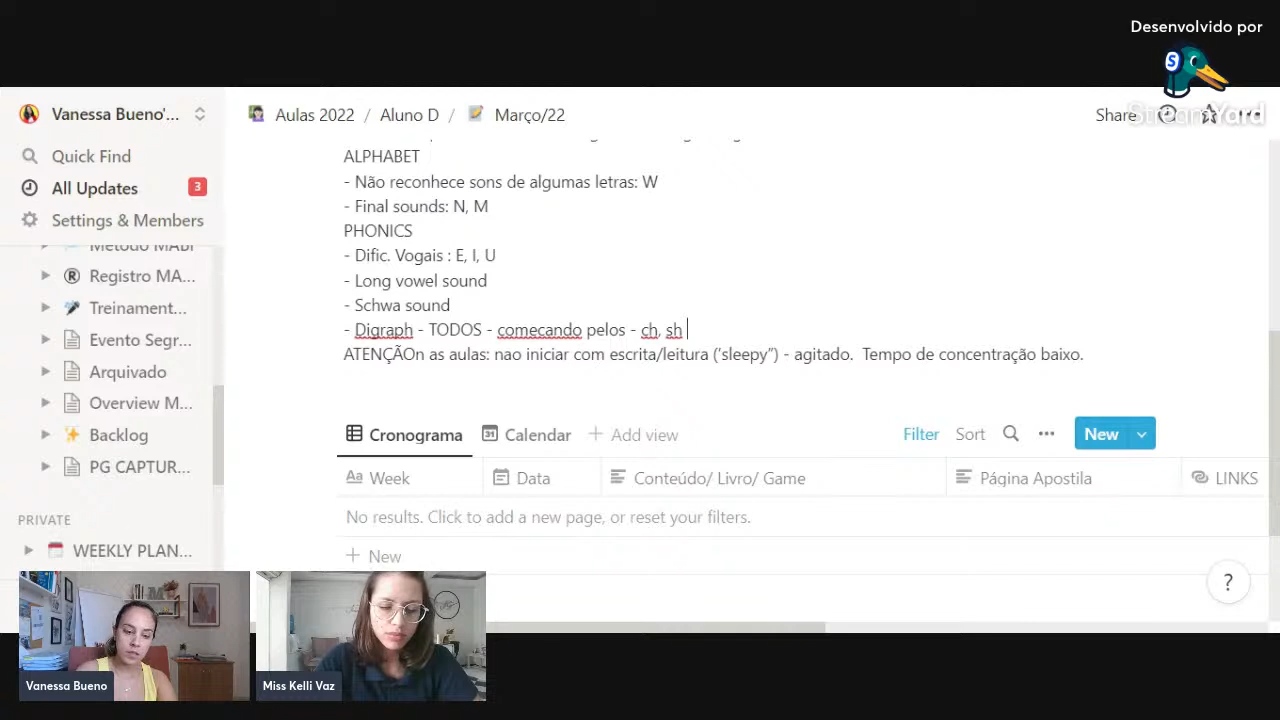 Desenvolvido por
StreamYard
Vanessa Bueno'...
Aulas 2022 / Aluno D / Março/22
Share
Quick Find
All Updates
3
Settings & Members
Método MABI
Registro MA...
Treinament...
Evento Segr...
Arquivado
Overview M...
Backlog
PG CAPTUR...
PRIVATE
WEEKLY PLAN...
ALPHABET
- Não reconhece sons de algumas letras: W
- Final sounds: N, M
PHONICS
- Dific. Vogais : E, I, U
- Long vowel sound
- Schwa sound
- Digraph - TODOS - comecando pelos - ch, sh
ATENÇÃOn as aulas: nao iniciar com escrita/leitura ('sleepy") - agitado. Tempo de concentração baixo.
Cronograma
Calendar
+ Add view
Filter
Sort
New
Aa Week
Data
Conteúdo/ Livro/ Game
Página Apostila
LINKS
No results. Click to add a new page, or reset your filters.
+ New
?
Vanessa Bueno
Miss Kelli Vaz